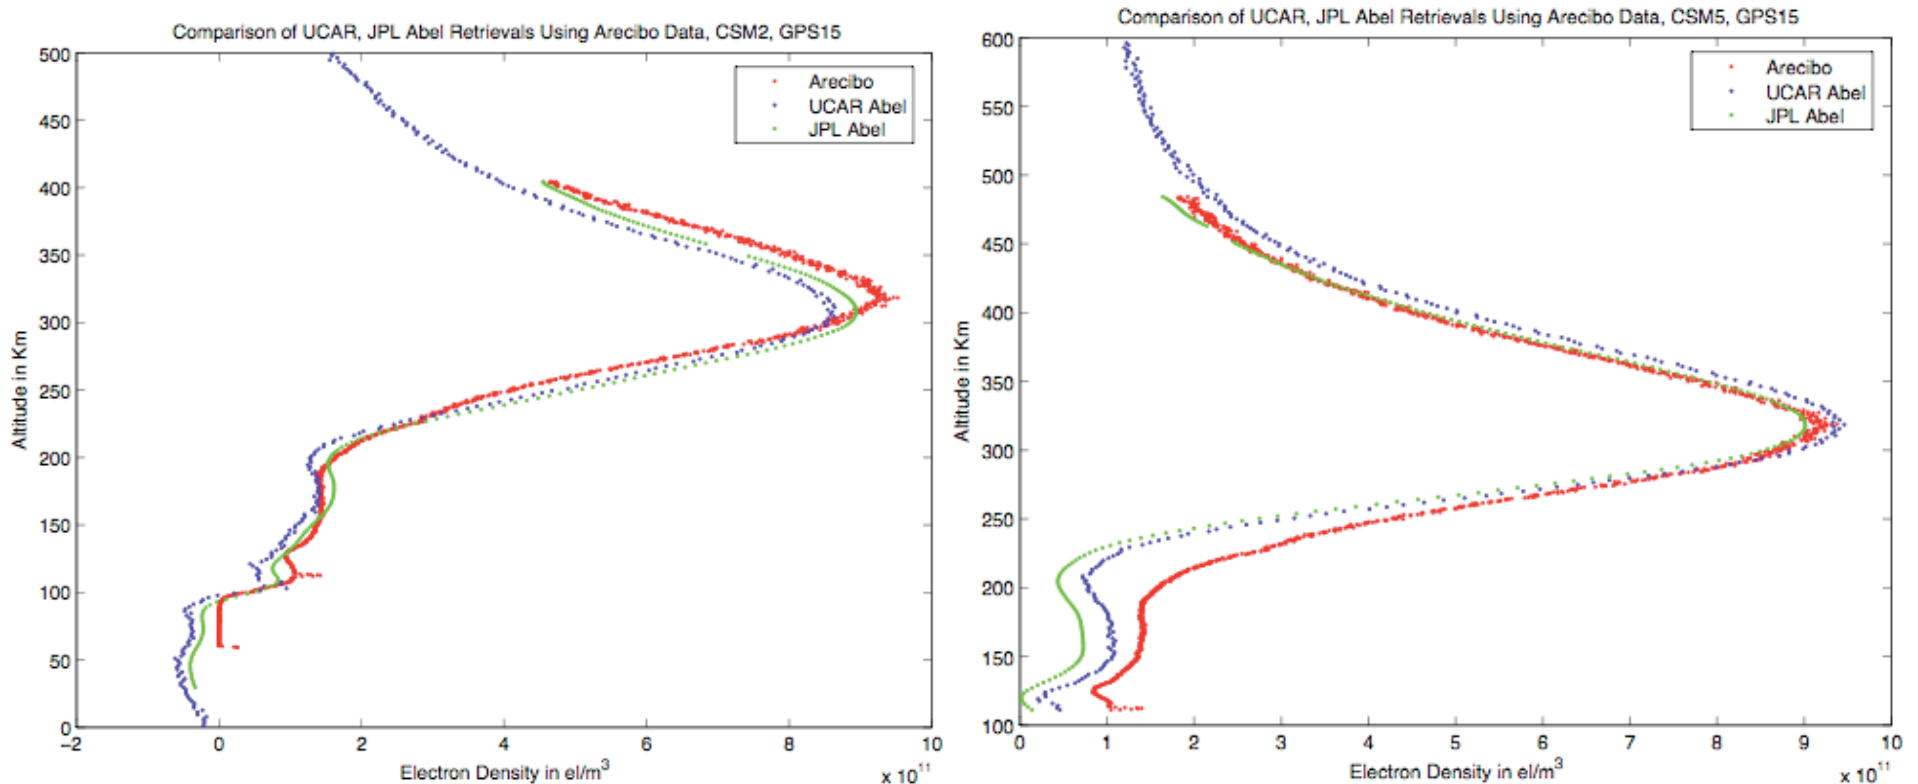 Comparison of UCAR, JPL Abel Retrievals Using Arecibo Data, CSM2, GPS15
500
450
400
350
300
250
200
150
100
50
0
Altitude in Km
Arecibo
UCAR Abel
JPL Abel
−2
0
2
4
6
8
10
Electron Density in el/m³
x 10¹¹
Comparison of UCAR, JPL Abel Retrievals Using Arecibo Data, CSM5, GPS15
600
550
500
450
400
350
300
250
200
150
100
Altitude in Km
Arecibo
UCAR Abel
JPL Abel
0
1
2
3
4
5
6
7
8
9
10
Electron Density in el/m³
x 10¹¹